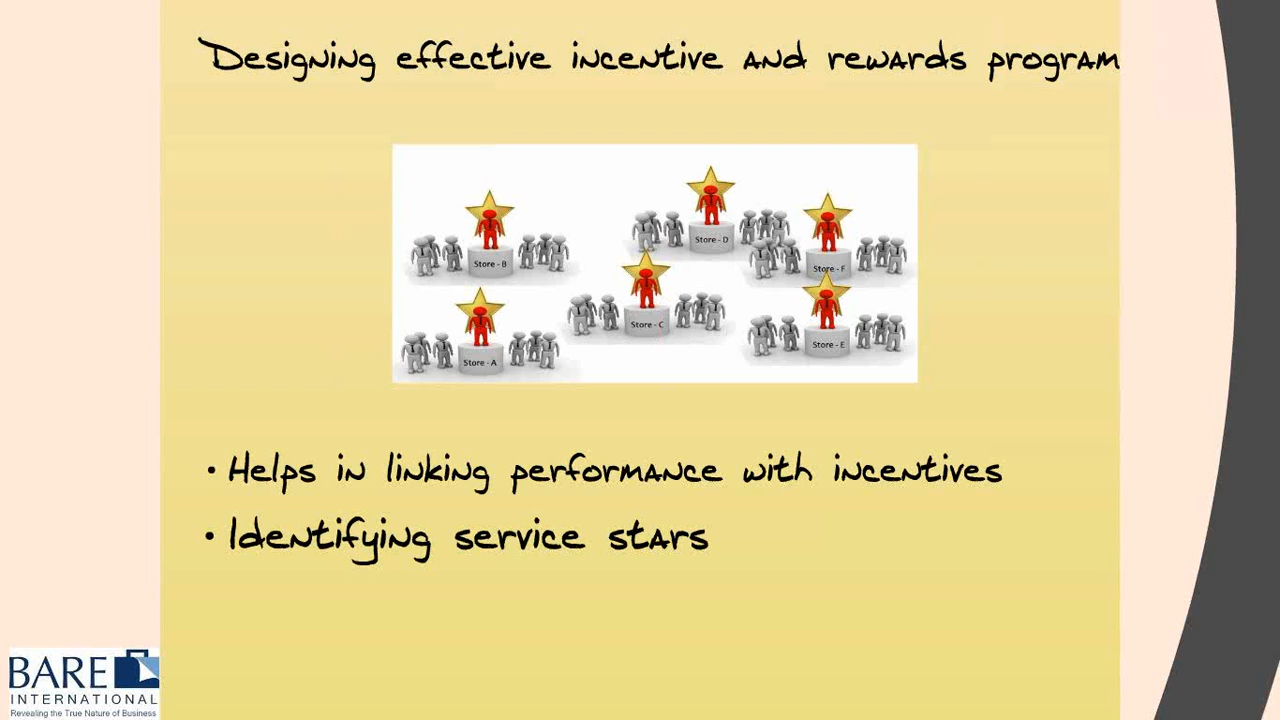 Designing effective incentive and rewards program
Store - D
Store - B
Store - F
Store - C
Store - E
Store - A
• Helps in linking performance with incentives
• Identifying service stars
BARE
INTERNATIONAL
Revealing the True Nature of Business